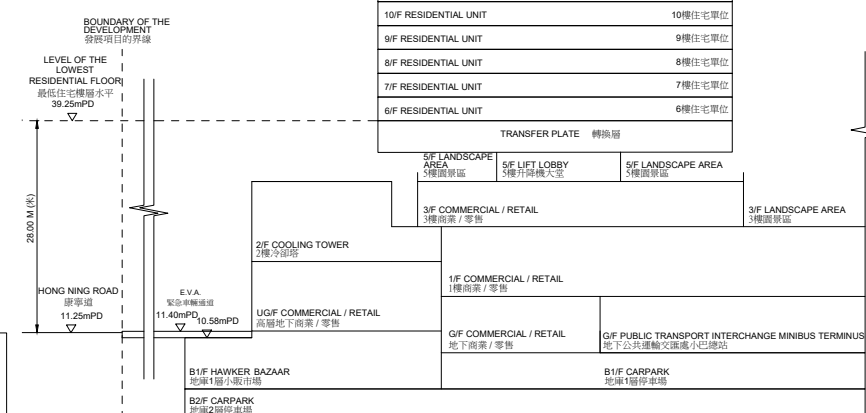 10/F RESIDENTIAL UNIT 10樓住宅單位
BOUNDARY OF THE
DEVELOPMENT
發展項目的界線
9/F RESIDENTIAL UNIT 9樓住宅單位
LEVEL OF THE
LOWEST
RESIDENTIAL FLOOR
最低住宅樓層水平
39.25mPD
8/F RESIDENTIAL UNIT 8樓住宅單位
7/F RESIDENTIAL UNIT 7樓住宅單位
6/F RESIDENTIAL UNIT 6樓住宅單位
TRANSFER PLATE 轉換層
5/F LANDSCAPE
AREA
5樓園景區
5/F LIFT LOBBY
5樓升降機大堂
5/F LANDSCAPE AREA
5樓園景區
3/F COMMERCIAL / RETAIL
3樓商業 / 零售
3/F LANDSCAPE AREA
3樓園景區
28.00 M (米)
2/F COOLING TOWER
2樓冷卻塔
1/F COMMERCIAL / RETAIL
1樓商業 / 零售
HONG NING ROAD
康寧道
11.25mPD
E.V.A.
緊急車輛通道
11.40mPD
10.58mPD
UG/F COMMERCIAL / RETAIL
高層地下商業 / 零售
G/F COMMERCIAL / RETAIL
地下商業 / 零售
G/F PUBLIC TRANSPORT INTERCHANGE MINIBUS TERMINUS
地下公共運輸交匯處小巴總站
B1/F HAWKER BAZAAR
地庫1層小販市場
B1/F CARPARK
地庫1層停車場
B2/F CARPARK
地庫2層停車場